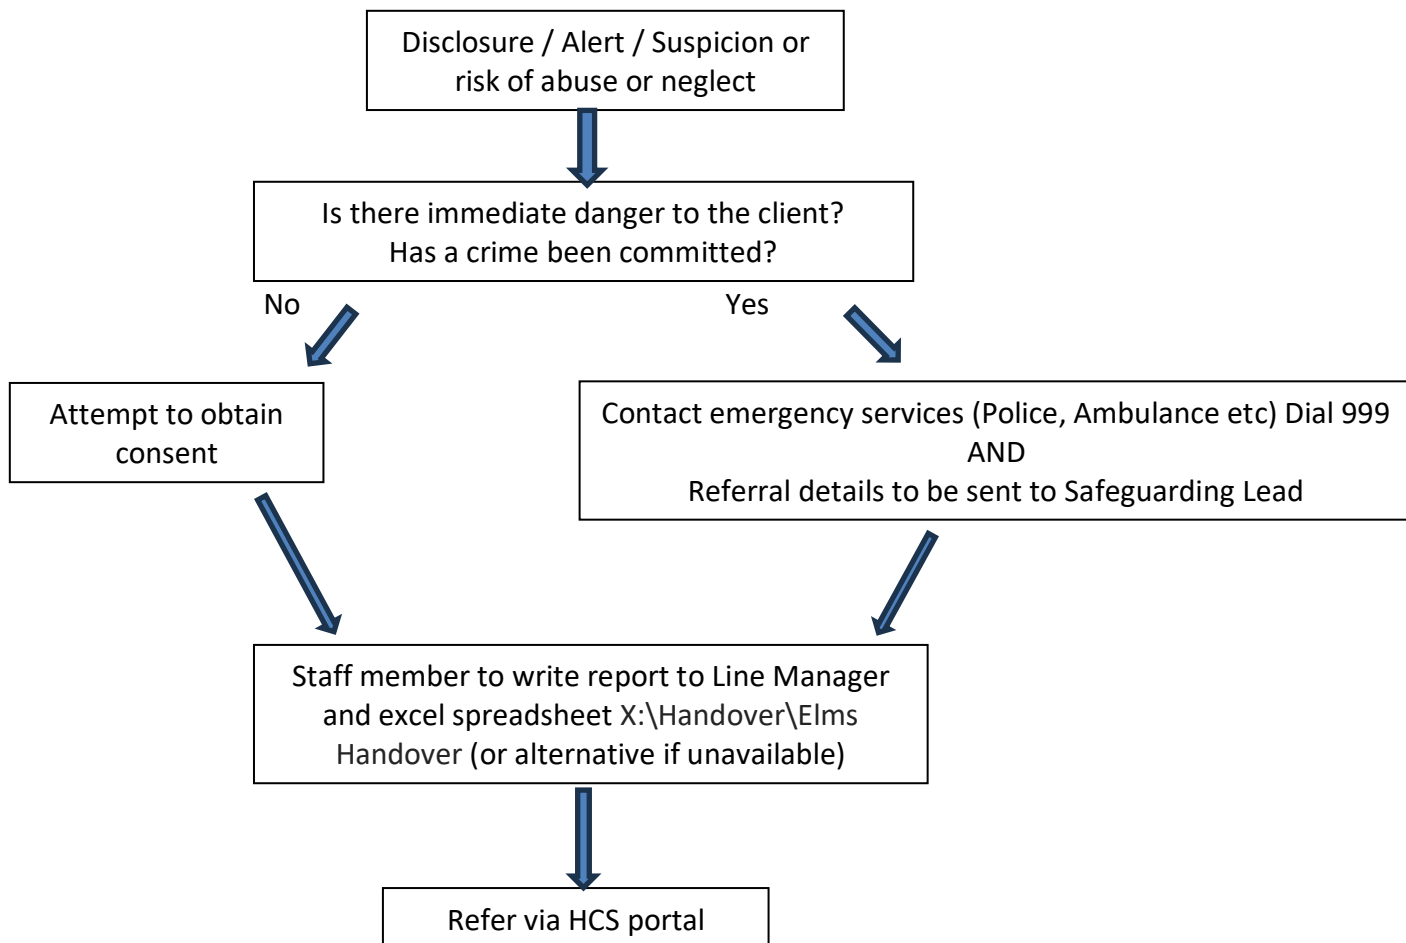 Disclosure / Alert / Suspicion or
risk of abuse or neglect
Is there immediate danger to the client?
Has a crime been committed?
No
Yes
Attempt to obtain
consent
Contact emergency services (Police, Ambulance etc) Dial 999
AND
Referral details to be sent to Safeguarding Lead
Staff member to write report to Line Manager
and excel spreadsheet X:\Handover\Elms
Handover (or alternative if unavailable)
Refer via HCS portal